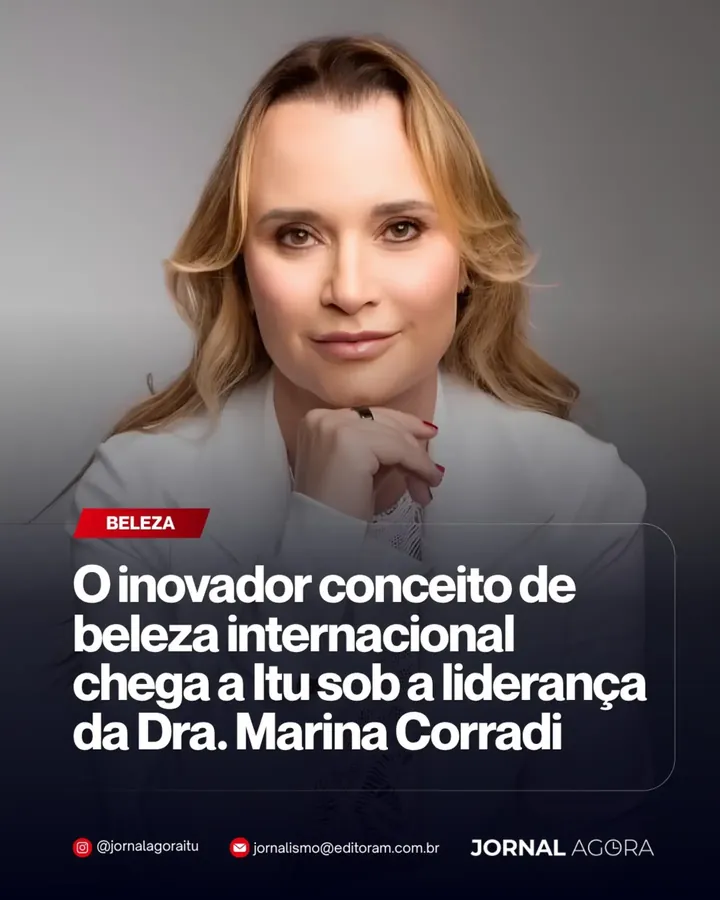 BELEZA
O inovador conceito de
beleza internacional
chega a Itu sob a liderança
da Dra. Marina Corradi
@jornalagoraitu
jornalismo@editoram.com.br
JORNAL AGORA